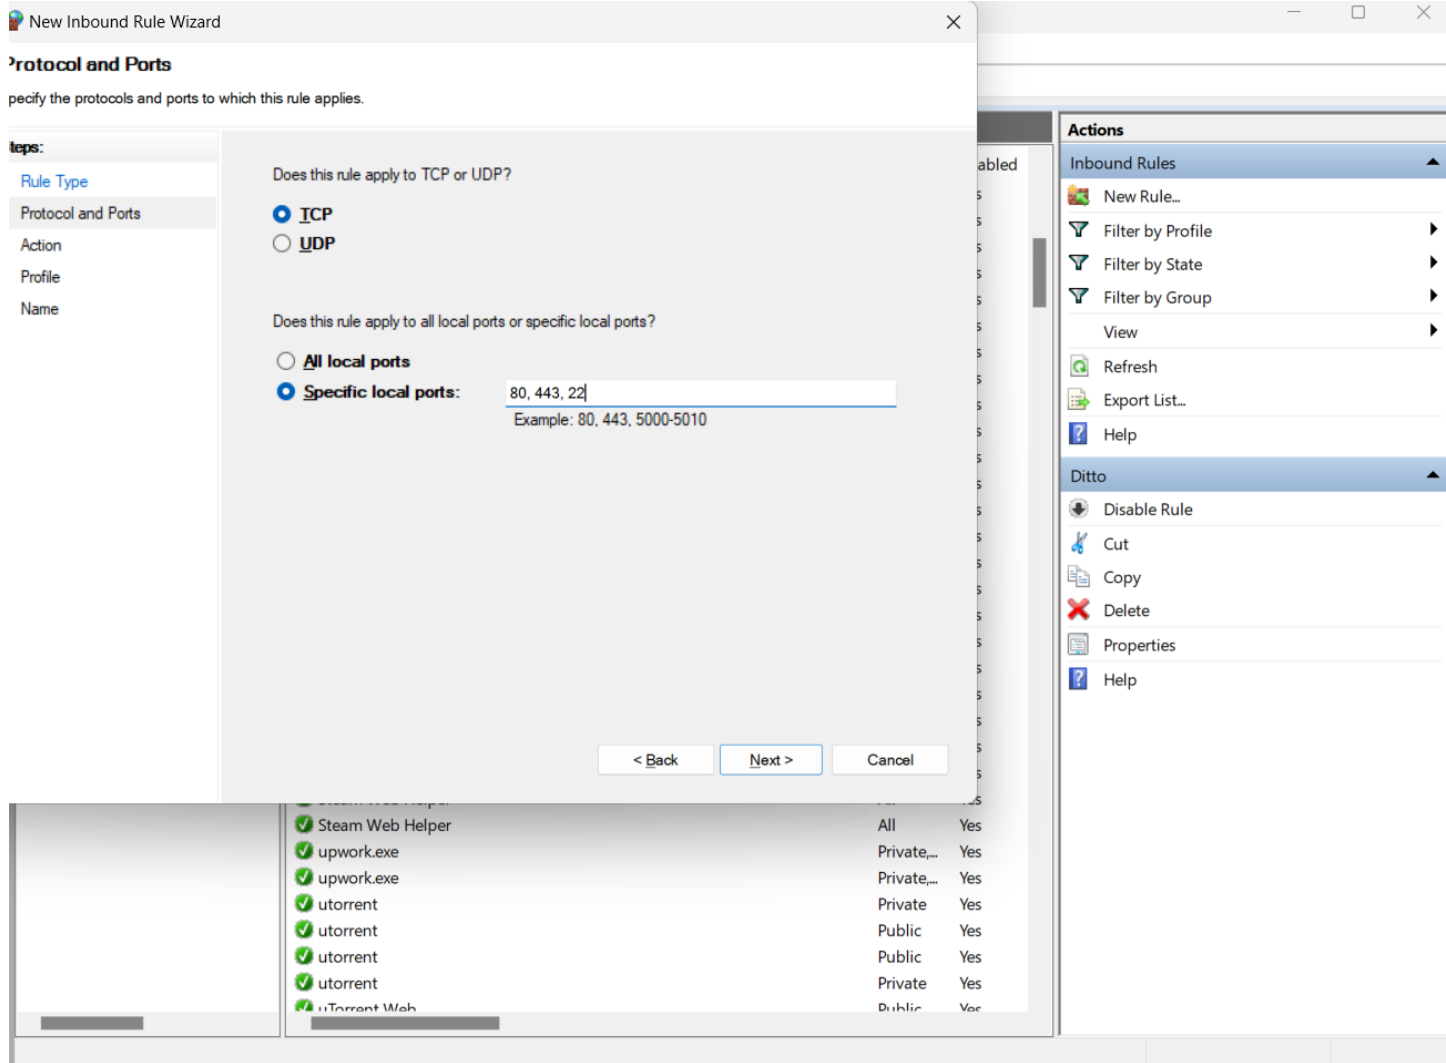 New Inbound Rule Wizard
Protocol and Ports
pecify the protocols and ports to which this rule applies.
teps:
Rule Type
Protocol and Ports
Action
Profile
Name
Does this rule apply to TCP or UDP?
TCP
UDP
Does this rule apply to all local ports or specific local ports?
All local ports
Specific local ports:
80, 443, 22
Example: 80, 443, 5000-5010
< Back
Next >
Cancel
abled
Steam Web Helper All Yes
upwork.exe Private,... Yes
upwork.exe Private,... Yes
utorrent Private Yes
utorrent Public Yes
utorrent Public Yes
utorrent Private Yes
uTorrent Web Public Yes
Actions
Inbound Rules
New Rule...
Filter by Profile
Filter by State
Filter by Group
View
Refresh
Export List...
Help
Ditto
Disable Rule
Cut
Copy
Delete
Properties
Help